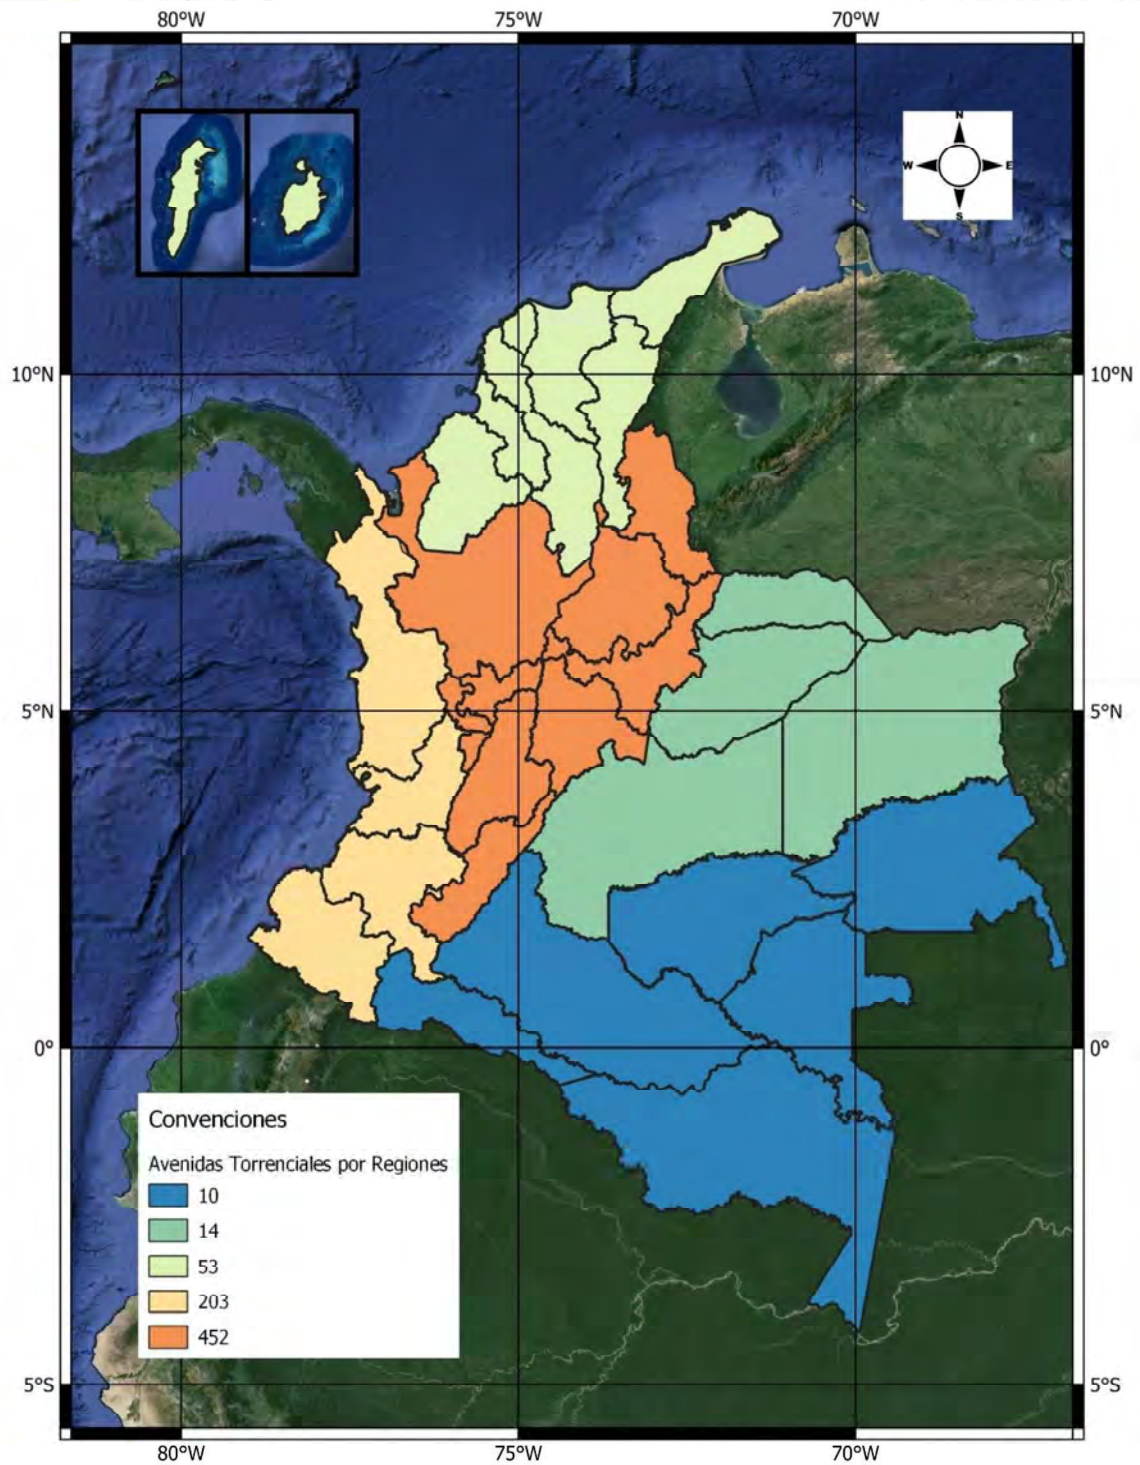 80°W 75°W 70°W
N
W E
S
10°N 10°N
5°N 5°N
0° 0°
Convenciones
Avenidas Torrenciales por Regiones
10
14
53
203
452
5°S 5°S
80°W 75°W 70°W